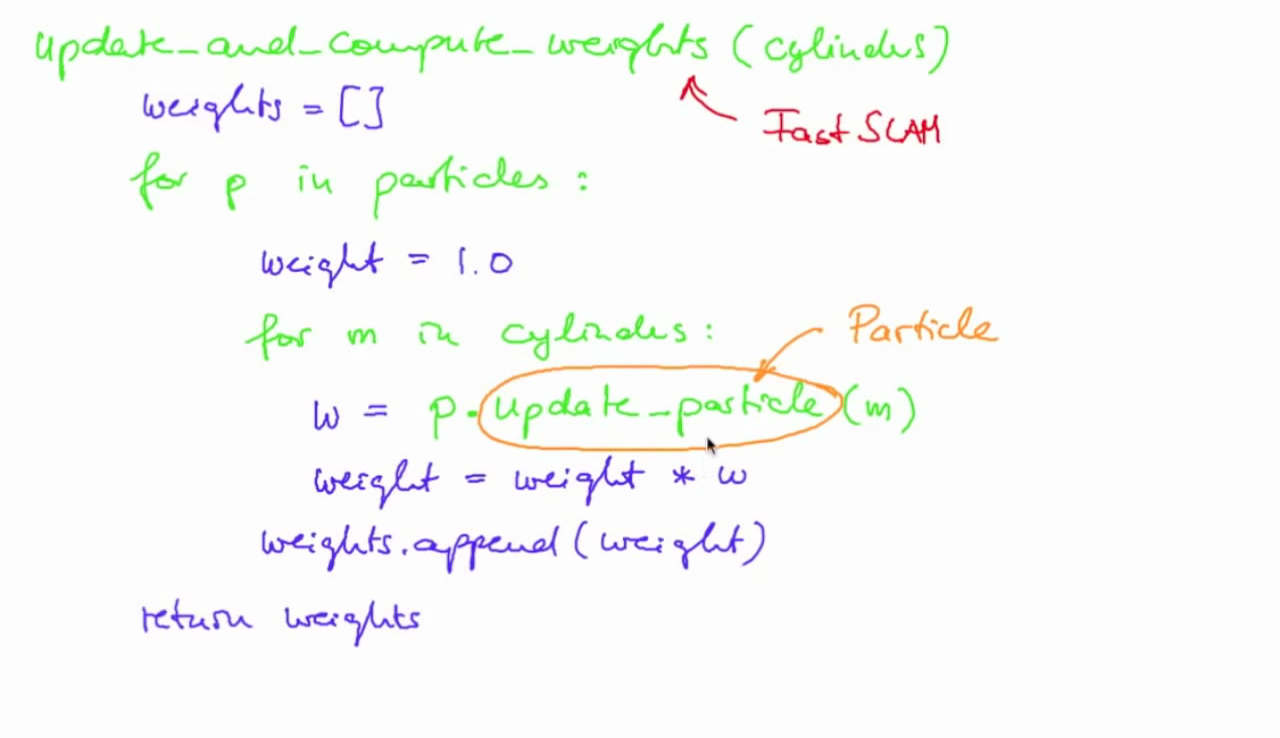 update_and_compute_weights (cylinders)
weights = []
FastSLAM
for p in particles :
weight = 1.0
for m in cylinders :
Particle
w = p.update_particle (m)
weight = weight * w
weights.append (weight)
return weights